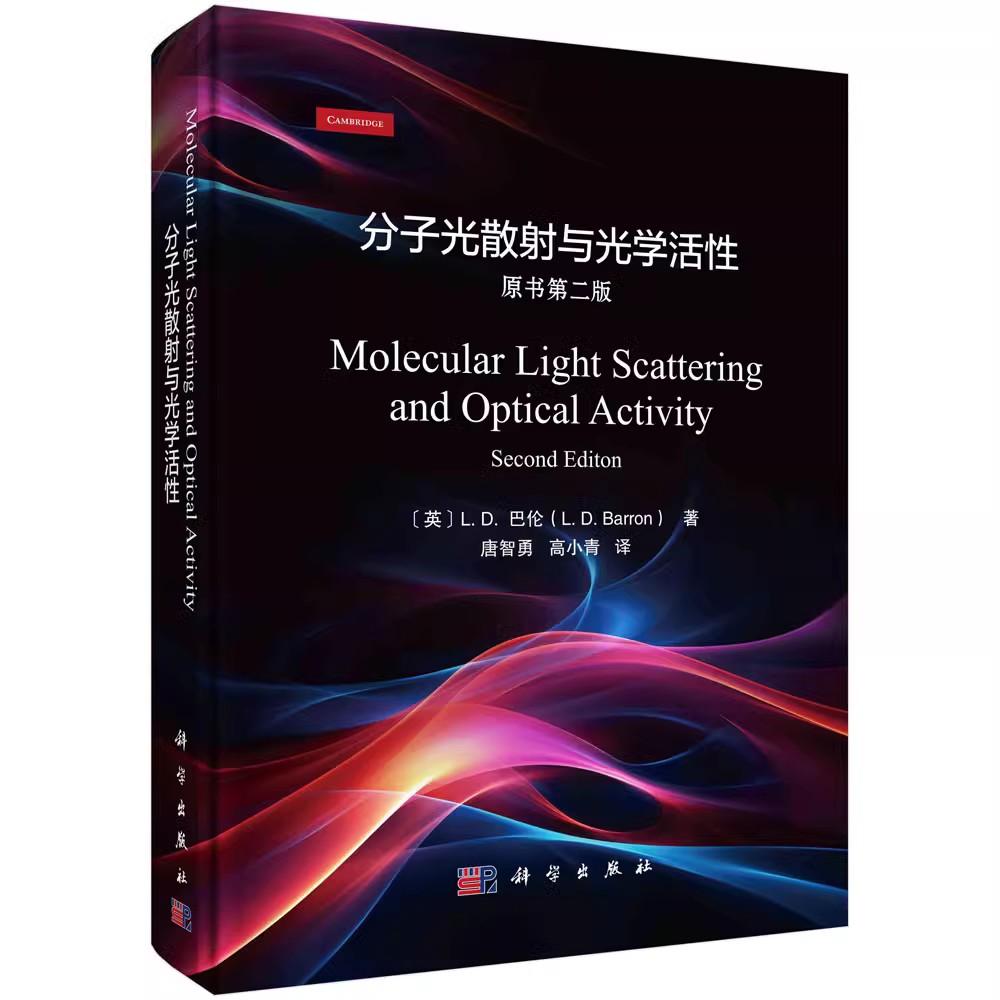 Molecular Light Scattering and Optical Activity
分子光散射与光学活性
科学出版社
CAMBRIDGE
分子光散射与光学活性
原书第二版
Molecular Light Scattering
and Optical Activity
Second Editon
〔英〕L. D. 巴伦（L. D. Barron） 著
唐智勇 高小青 译
科学出版社